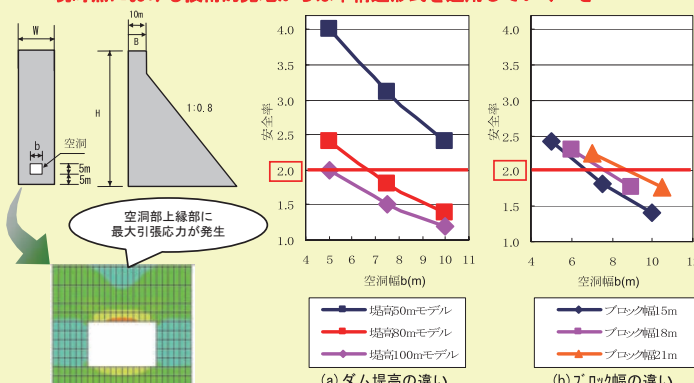 10m
W
B
H
1:0.8
b
空洞
5m
5m
空洞部上縁部に
最大引張応力が発生
安全率
4.0
3.5
3.0
2.5
2.0
1.5
1.0
4 5 6 7 8 9 10 11
空洞幅b(m)
堤高50mモデル
堤高80mモデル
堤高100mモデル
(a)ダム堤高の違い
安全率
4.0
3.5
3.0
2.5
2.0
1.5
1.0
4 6 8 10 12
空洞幅b(m)
ブロック幅15m
ブロック幅18m
ブロック幅21m
(b)ブロック幅の違い